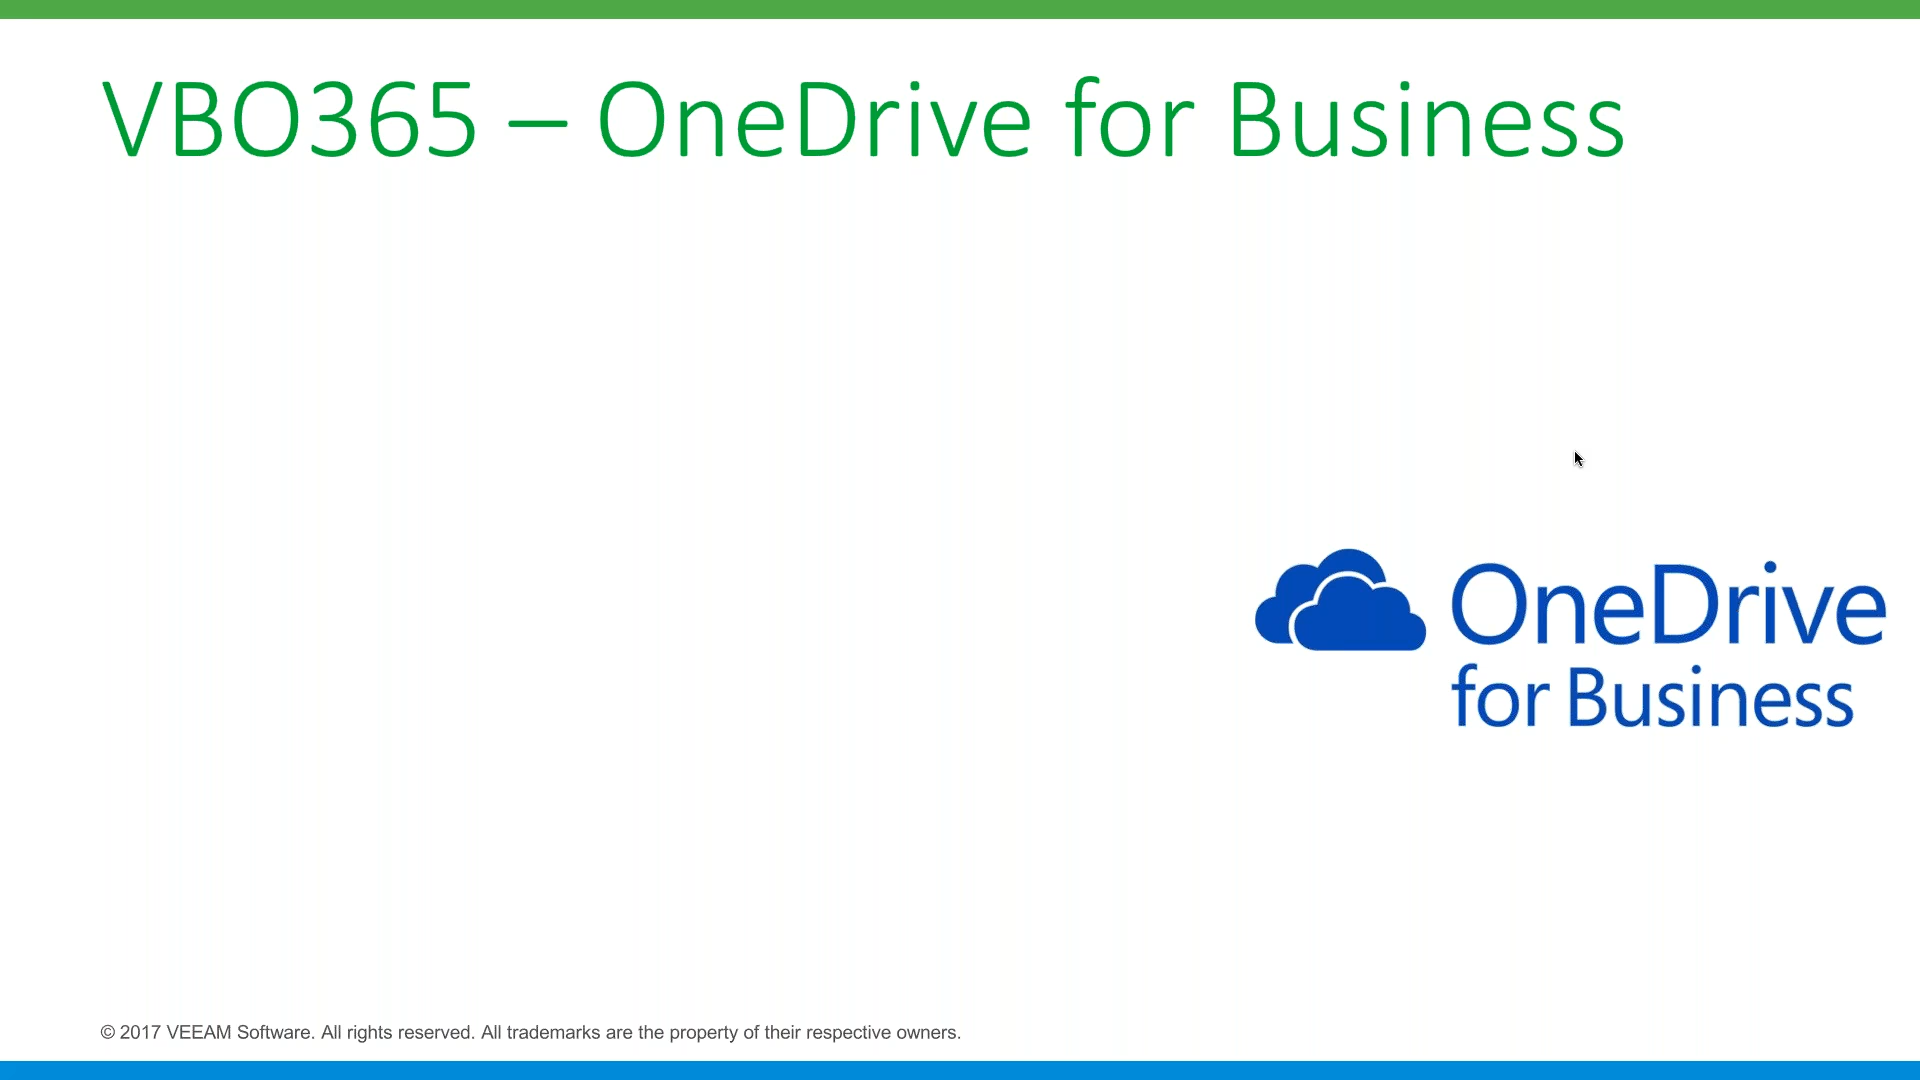 VBO365 – OneDrive for Business
OneDrive
for Business
© 2017 VEEAM Software. All rights reserved. All trademarks are the property of their respective owners.